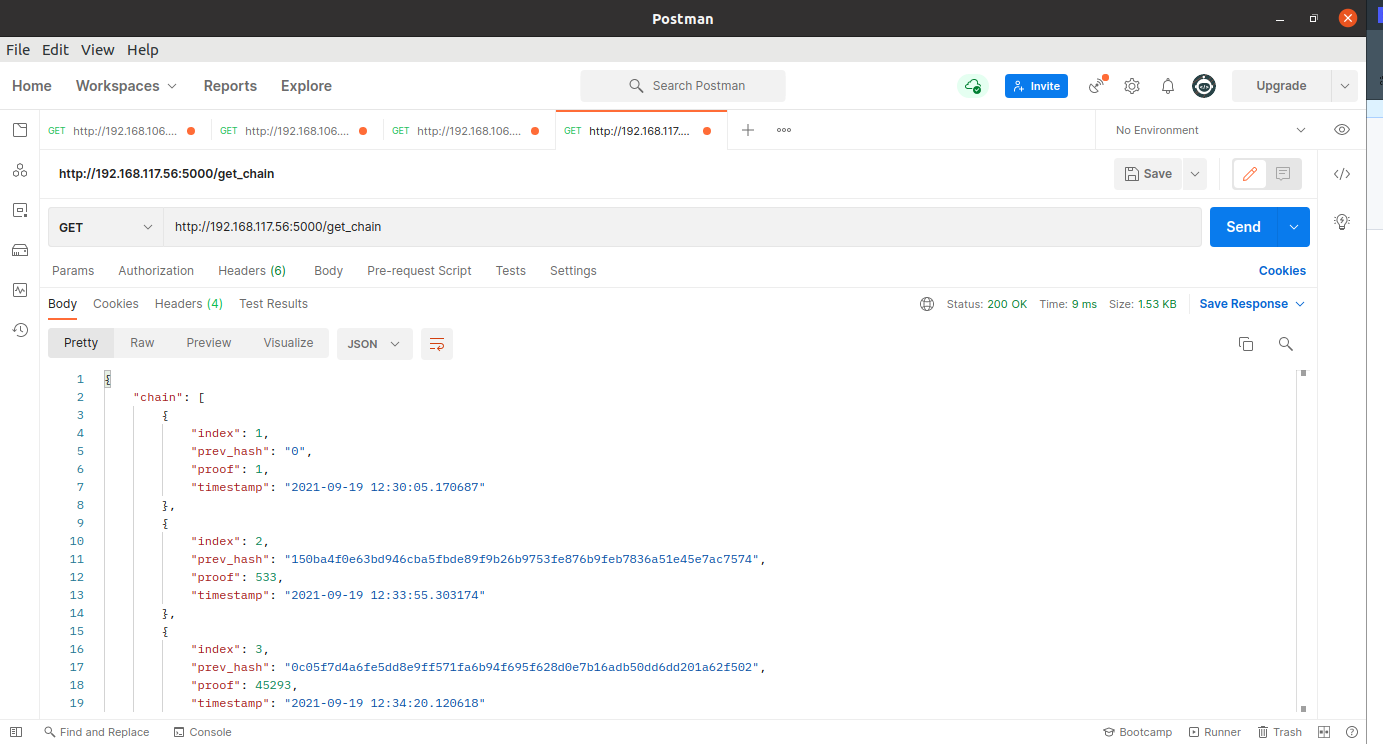 Postman
File Edit View Help
Home Workspaces Reports Explore Search Postman Invite Upgrade
GET http://192.168.106.... GET http://192.168.106.... GET http://192.168.106.... GET http://192.168.117.... No Environment
http://192.168.117.56:5000/get_chain Save
GET http://192.168.117.56:5000/get_chain Send
Params Authorization Headers (6) Body Pre-request Script Tests Settings Cookies
Body Cookies Headers (4) Test Results Status: 200 OK Time: 9 ms Size: 1.53 KB Save Response
Pretty Raw Preview Visualize JSON
1 {
2 "chain": [
3 {
4 "index": 1,
5 "prev_hash": "0",
6 "proof": 1,
7 "timestamp": "2021-09-19 12:30:05.170687"
8 },
9 {
10 "index": 2,
11 "prev_hash": "150ba4f0e63bd946cba5fbde89f9b26b9753fe876b9feb7836a51e45e7ac7574",
12 "proof": 533,
13 "timestamp": "2021-09-19 12:33:55.303174"
14 },
15 {
16 "index": 3,
17 "prev_hash": "0c05f7d4a6fe5dd8e9ff571fa6b94f695f628d0e7b16adb50dd6dd201a62f502",
18 "proof": 45293,
19 "timestamp": "2021-09-19 12:34:20.120618"
Find and Replace Console Bootcamp Runner Trash